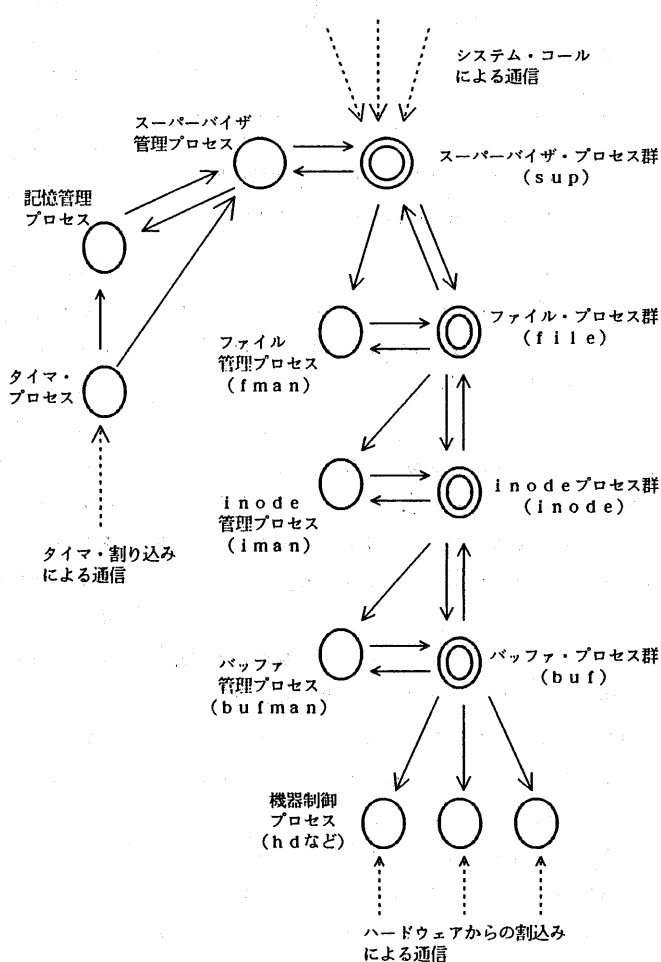 システム・コール
による通信
スーパーバイザ
管理プロセス
スーパーバイザ・プロセス群
(sup)
記憶管理
プロセス
ファイル・プロセス群
(file)
ファイル
管理プロセス
(fman)
タイマ・
プロセス
inodeプロセス群
(inode)
inode
管理プロセス
(iman)
タイマ・割り込み
による通信
バッファ・プロセス群
(buf)
バッファ
管理プロセス
(bufman)
機器制御
プロセス
(hdなど)
ハードウェアからの割込み
による通信